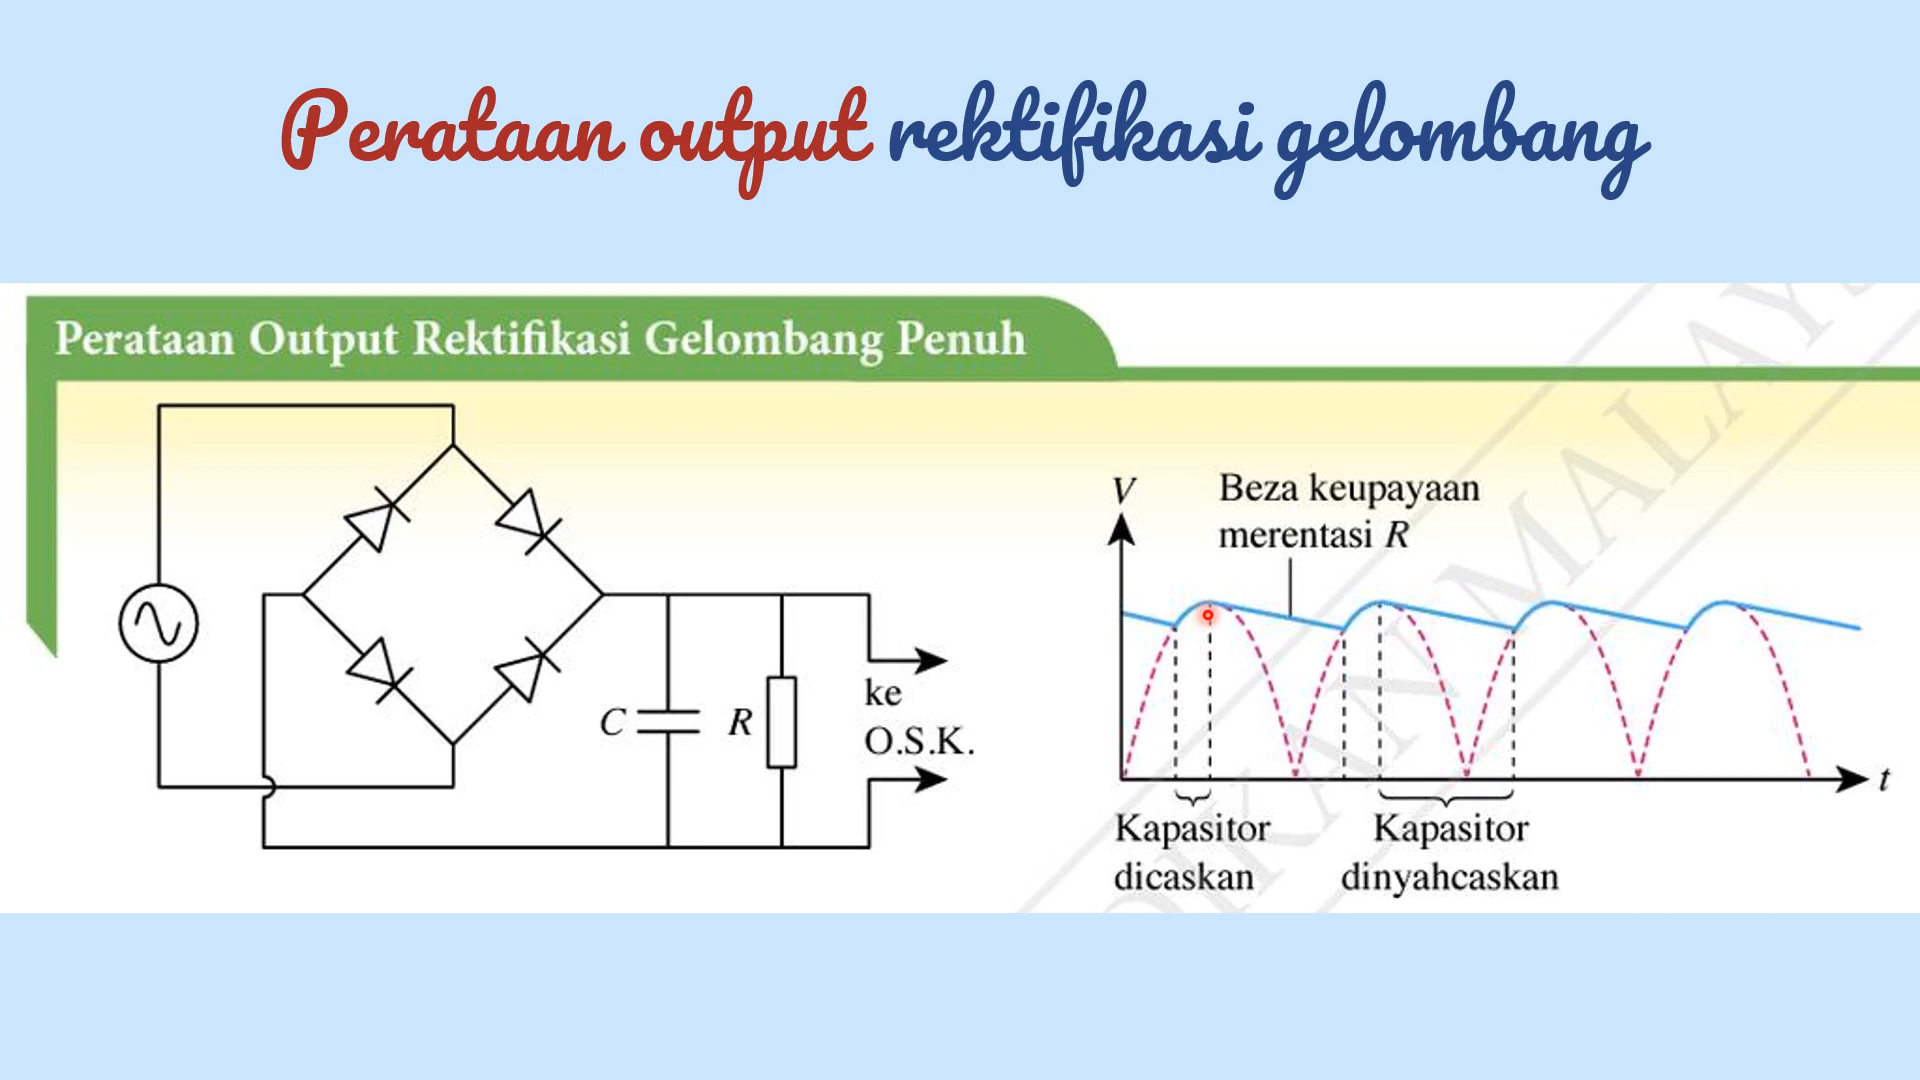 Perataan output rektifikasi gelombang
Perataan Output Rektifikasi Gelombang Penuh
C
R
ke
O.S.K.
V
Beza keupayaan
merentasi R
t
Kapasitor
dicaskan
Kapasitor
dinyahcaskan